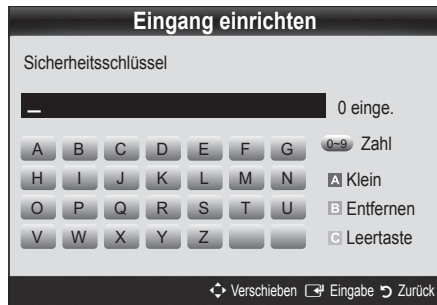 Eingang einrichten
Sicherheitsschlüssel
_ 0 einge.
A B C D E F G 0~9 Zahl
H I J K L M N A Klein
O P Q R S T U B Entfernen
V W X Y Z C Leertaste
Verschieben Eingabe Zurück